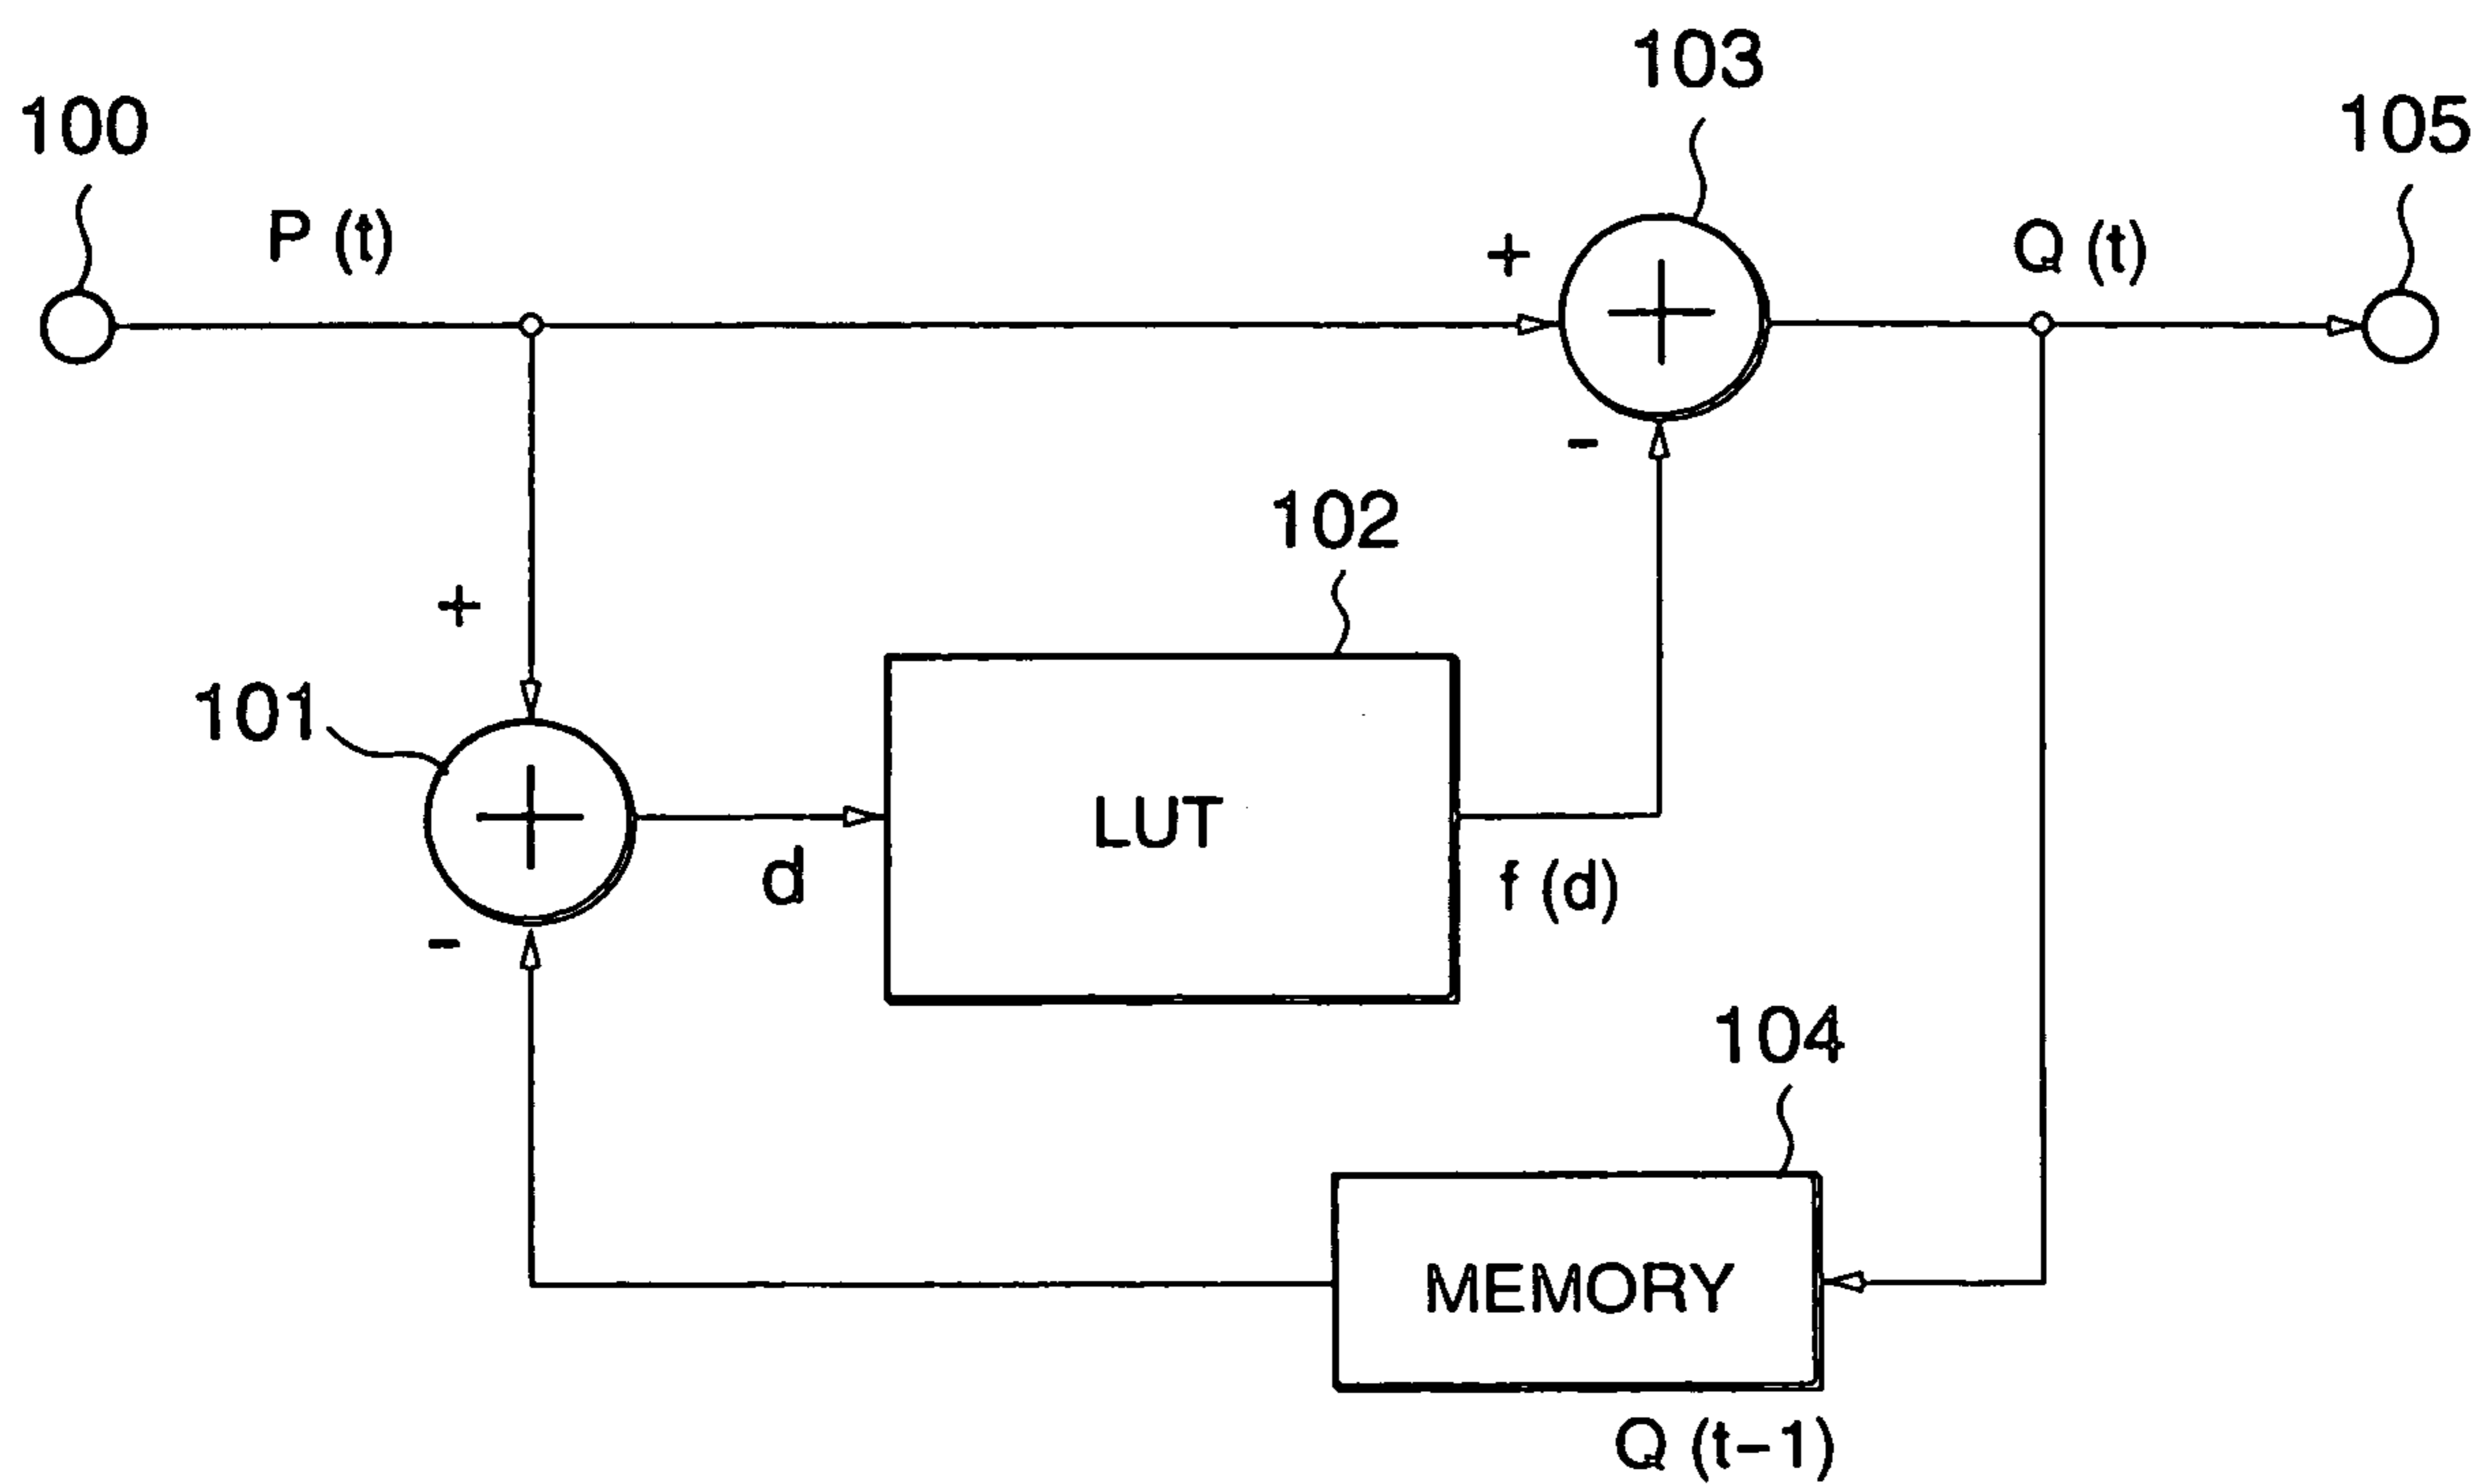 103
100
105
P (t)
+
Q (t)
-
102
+
101
LUT
d
f (d)
-
104
MEMORY
Q (t-1)